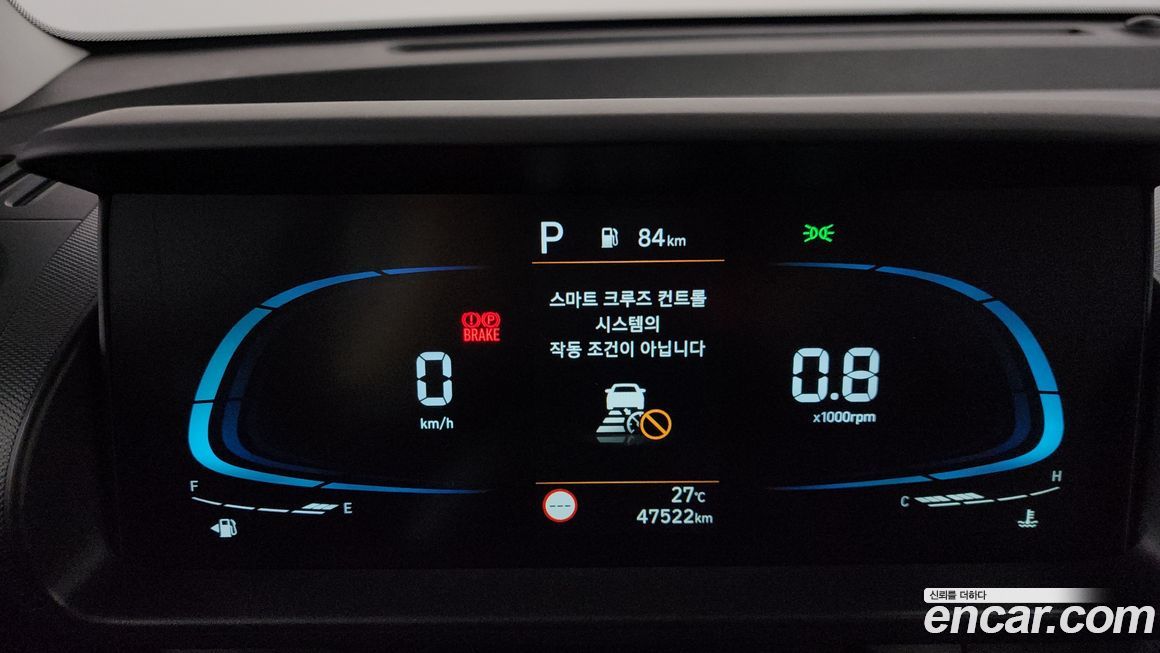 P 84km
스마트 크루즈 컨트롤
시스템의
작동 조건이 아닙니다
(!) (P)
BRAKE
0
km/h
0.8
x1000rpm
F E
C H
---
27°C
47522km
신뢰를 더하다
encar.com